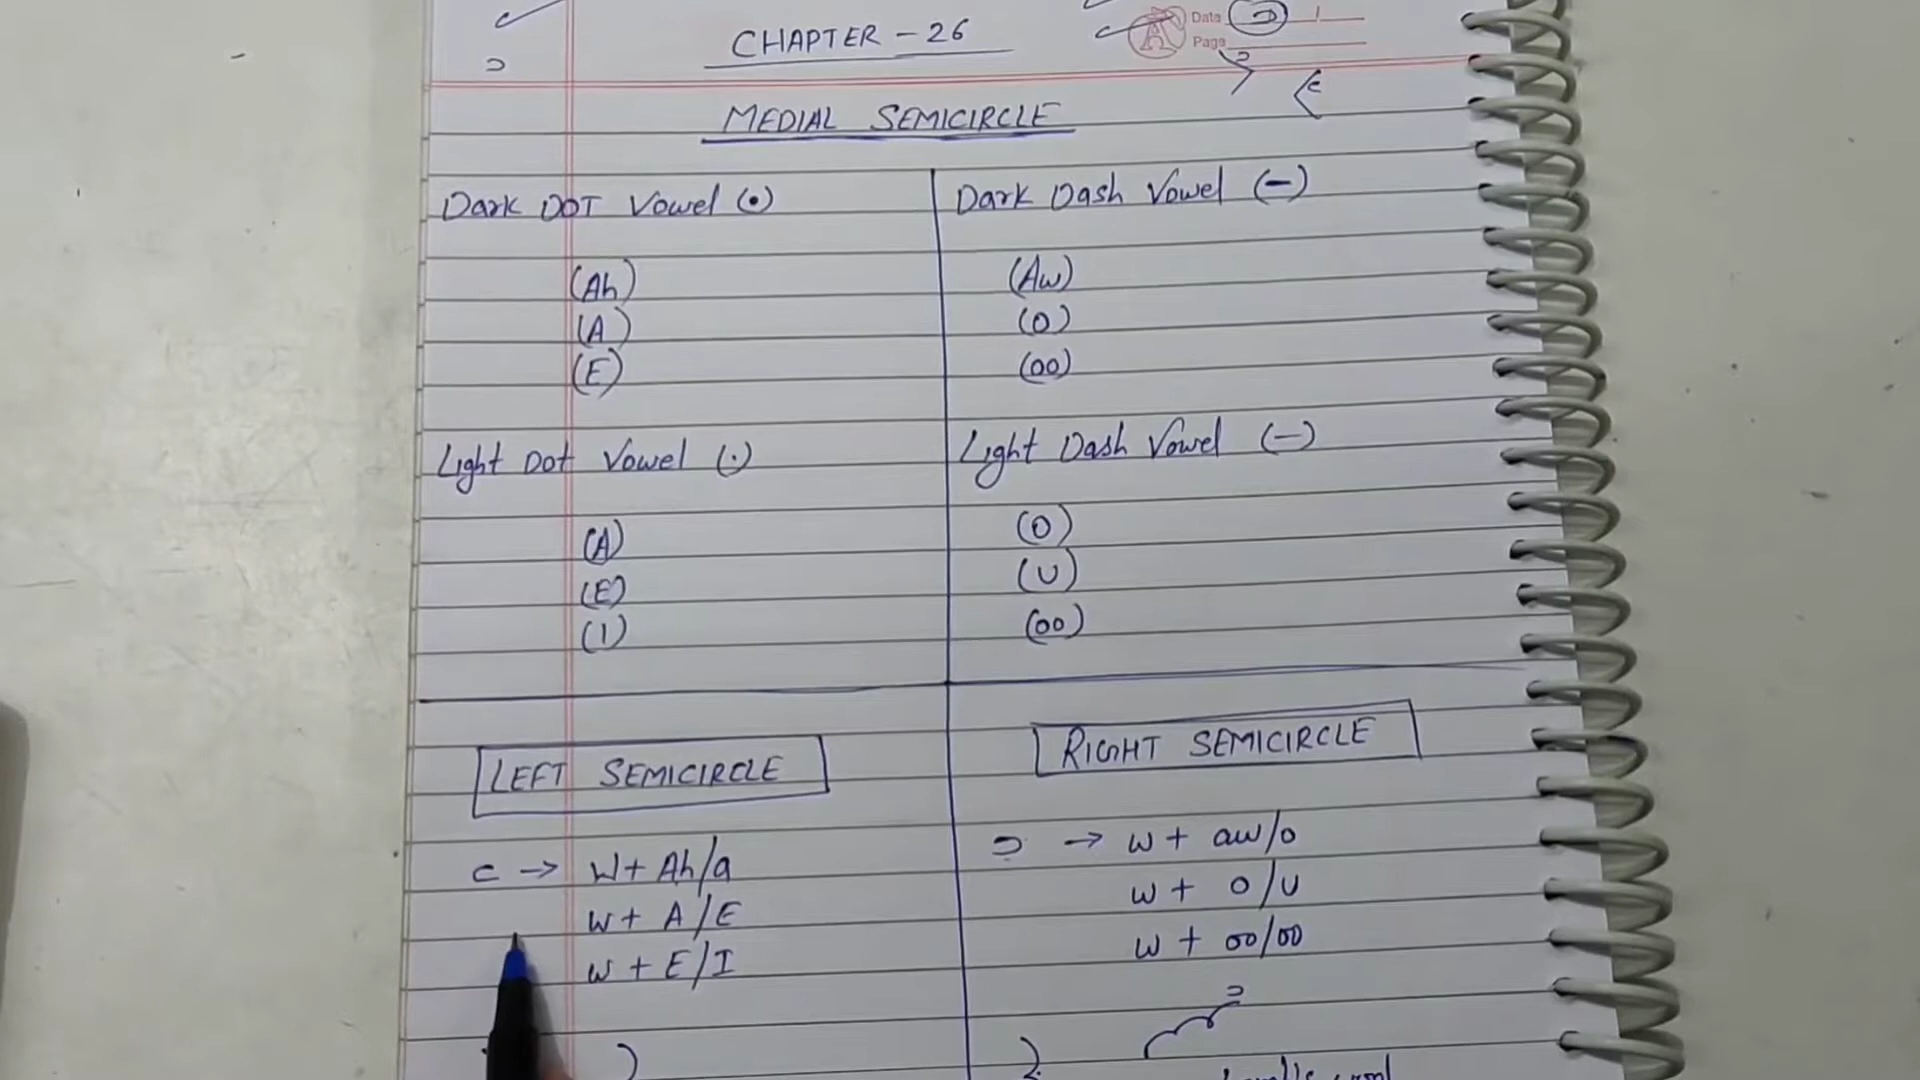 CHAPTER - 26
Date
Page
MEDIAL SEMICIRCLE
Dark DOT Vowel (•)
(Ah)
(A)
(E)
Dark Dash Vowel (—)
(Aw)
(O)
(oo)
Light Dot Vowel (.)
(A)
(E)
(I)
Light Dash Vowel (—)
(O)
(U)
(oo)
LEFT SEMICIRCLE
⊂ → W + Ah/a
W + A/E
W + E/I
RIGHT SEMICIRCLE
⊃ → W + aw/o
W + O/U
W + oo/oo